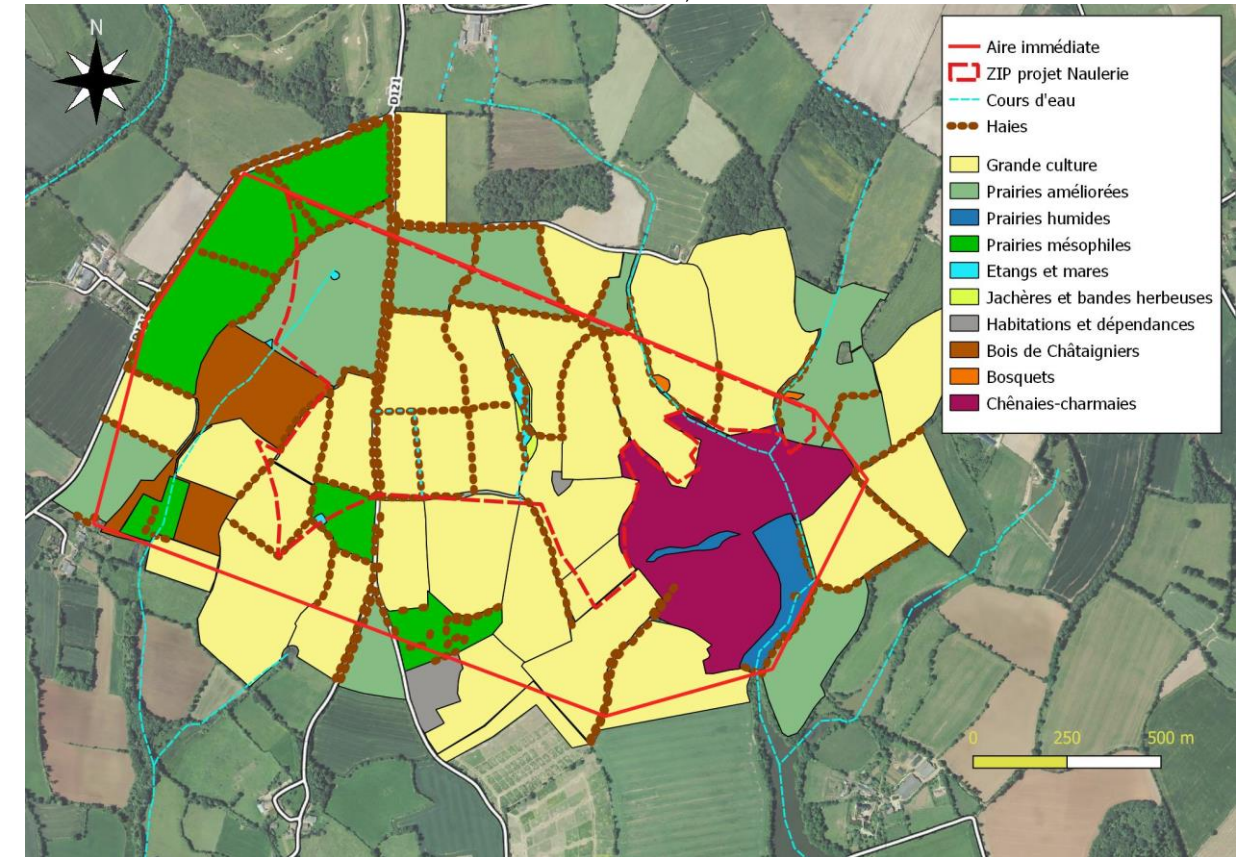 N
D121
Aire immédiate
ZIP projet Naulerie
Cours d'eau
Haies
Grande culture
Prairies améliorées
Prairies humides
Prairies mésophiles
Etangs et mares
Jachères et bandes herbeuses
Habitations et dépendances
Bois de Châtaigniers
Bosquets
Chênaies-charmaies
0 250 500 m